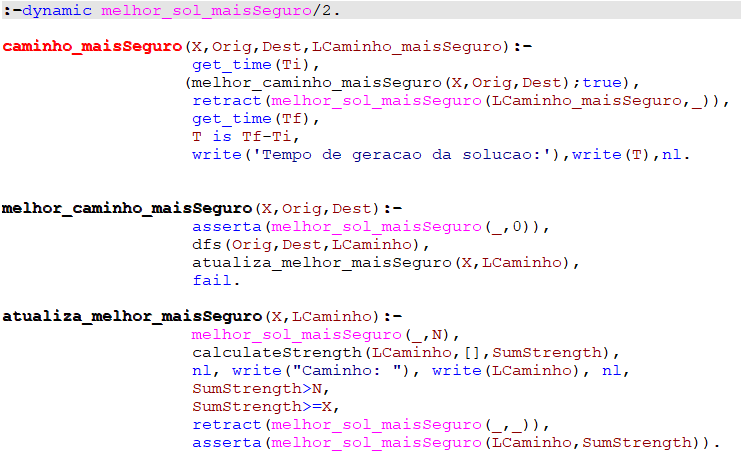 :-dynamic melhor_sol_maisSeguro/2.
caminho_maisSeguro(X,Orig,Dest,LCaminho_maisSeguro):-
get_time(Ti),
(melhor_caminho_maisSeguro(X,Orig,Dest);true),
retract(melhor_sol_maisSeguro(LCaminho_maisSeguro,_)),
get_time(Tf),
T is Tf-Ti,
write('Tempo de geracao da solucao:'),write(T),nl.
melhor_caminho_maisSeguro(X,Orig,Dest):-
asserta(melhor_sol_maisSeguro(_,0)),
dfs(Orig,Dest,LCaminho),
atualiza_melhor_maisSeguro(X,LCaminho),
fail.
atualiza_melhor_maisSeguro(X,LCaminho):-
melhor_sol_maisSeguro(_,N),
calculateStrength(LCaminho,[],SumStrength),
nl, write("Caminho: "), write(LCaminho), nl,
SumStrength>N,
SumStrength>=X,
retract(melhor_sol_maisSeguro(_,_)),
asserta(melhor_sol_maisSeguro(LCaminho,SumStrength)).